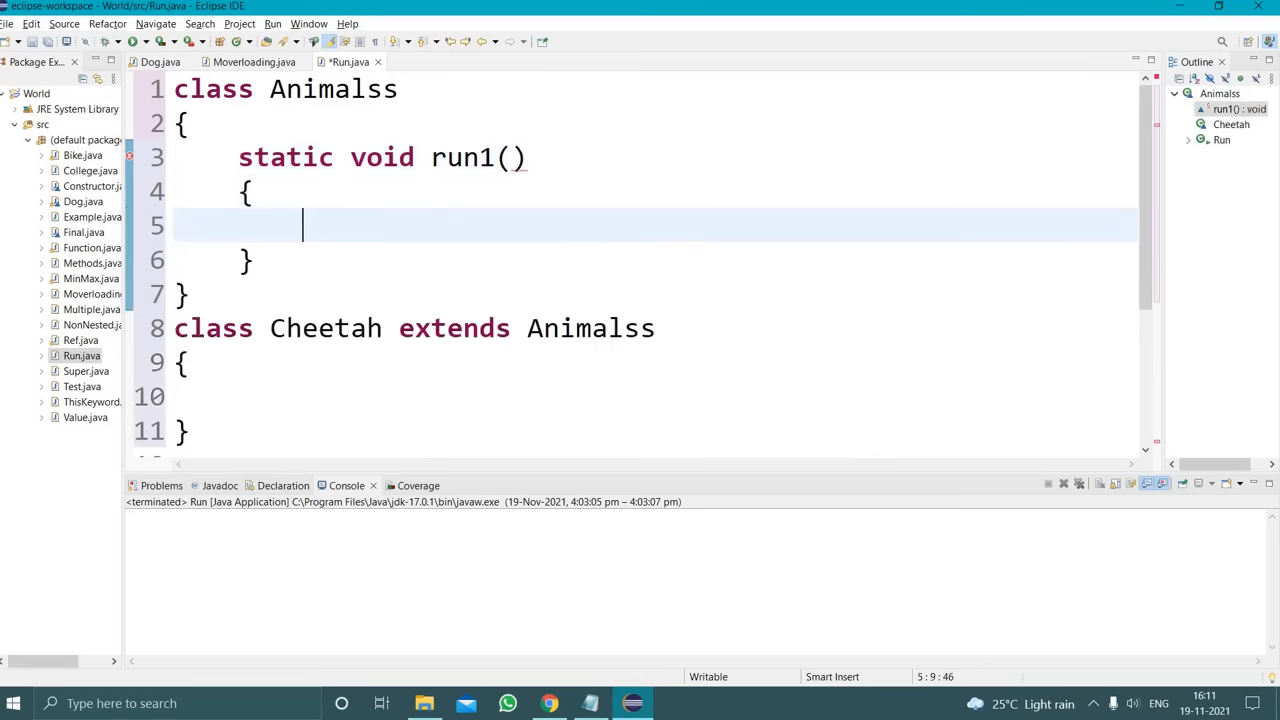 eclipse-workspace - World/src/Run.java - Eclipse IDE
File Edit Source Refactor Navigate Search Project Run Window Help
Package Ex... Dog.java Moverloading.java *Run.java Outline
World
JRE System Library
src
(default package
Bike.java
College.java
Constructor.ja
Dog.java
Example.java
Final.java
Function.java
Methods.java
MinMax.java
Moverloading
Multiple.java
NonNested.ja
Ref.java
Run.java
Super.java
Test.java
ThisKeyword.
Value.java
1 class Animalss
2 {
3 static void run1()
4 {
5
6 }
7 }
8 class Cheetah extends Animalss
9 {
10
11 }
Animalss
run1() : void
Cheetah
Run
Problems Javadoc Declaration Console Coverage
<terminated> Run [Java Application] C:\Program Files\Java\jdk-17.0.1\bin\javaw.exe (19-Nov-2021, 4:03:05 pm – 4:03:07 pm)
Writable Smart Insert 5 : 9 : 46
Type here to search 25°C Light rain ENG 16:11
19-11-2021